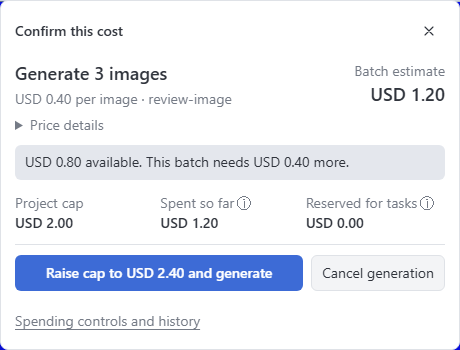 Confirm this cost
Generate 3 images
Batch estimate
USD 0.40 per image · review-image
USD 1.20
Price details
USD 0.80 available. This batch needs USD 0.40 more.
Project cap
Spent so far
Reserved for tasks
USD 2.00
USD 1.20
USD 0.00
Raise cap to USD 2.40 and generate
Cancel generation
Spending controls and history